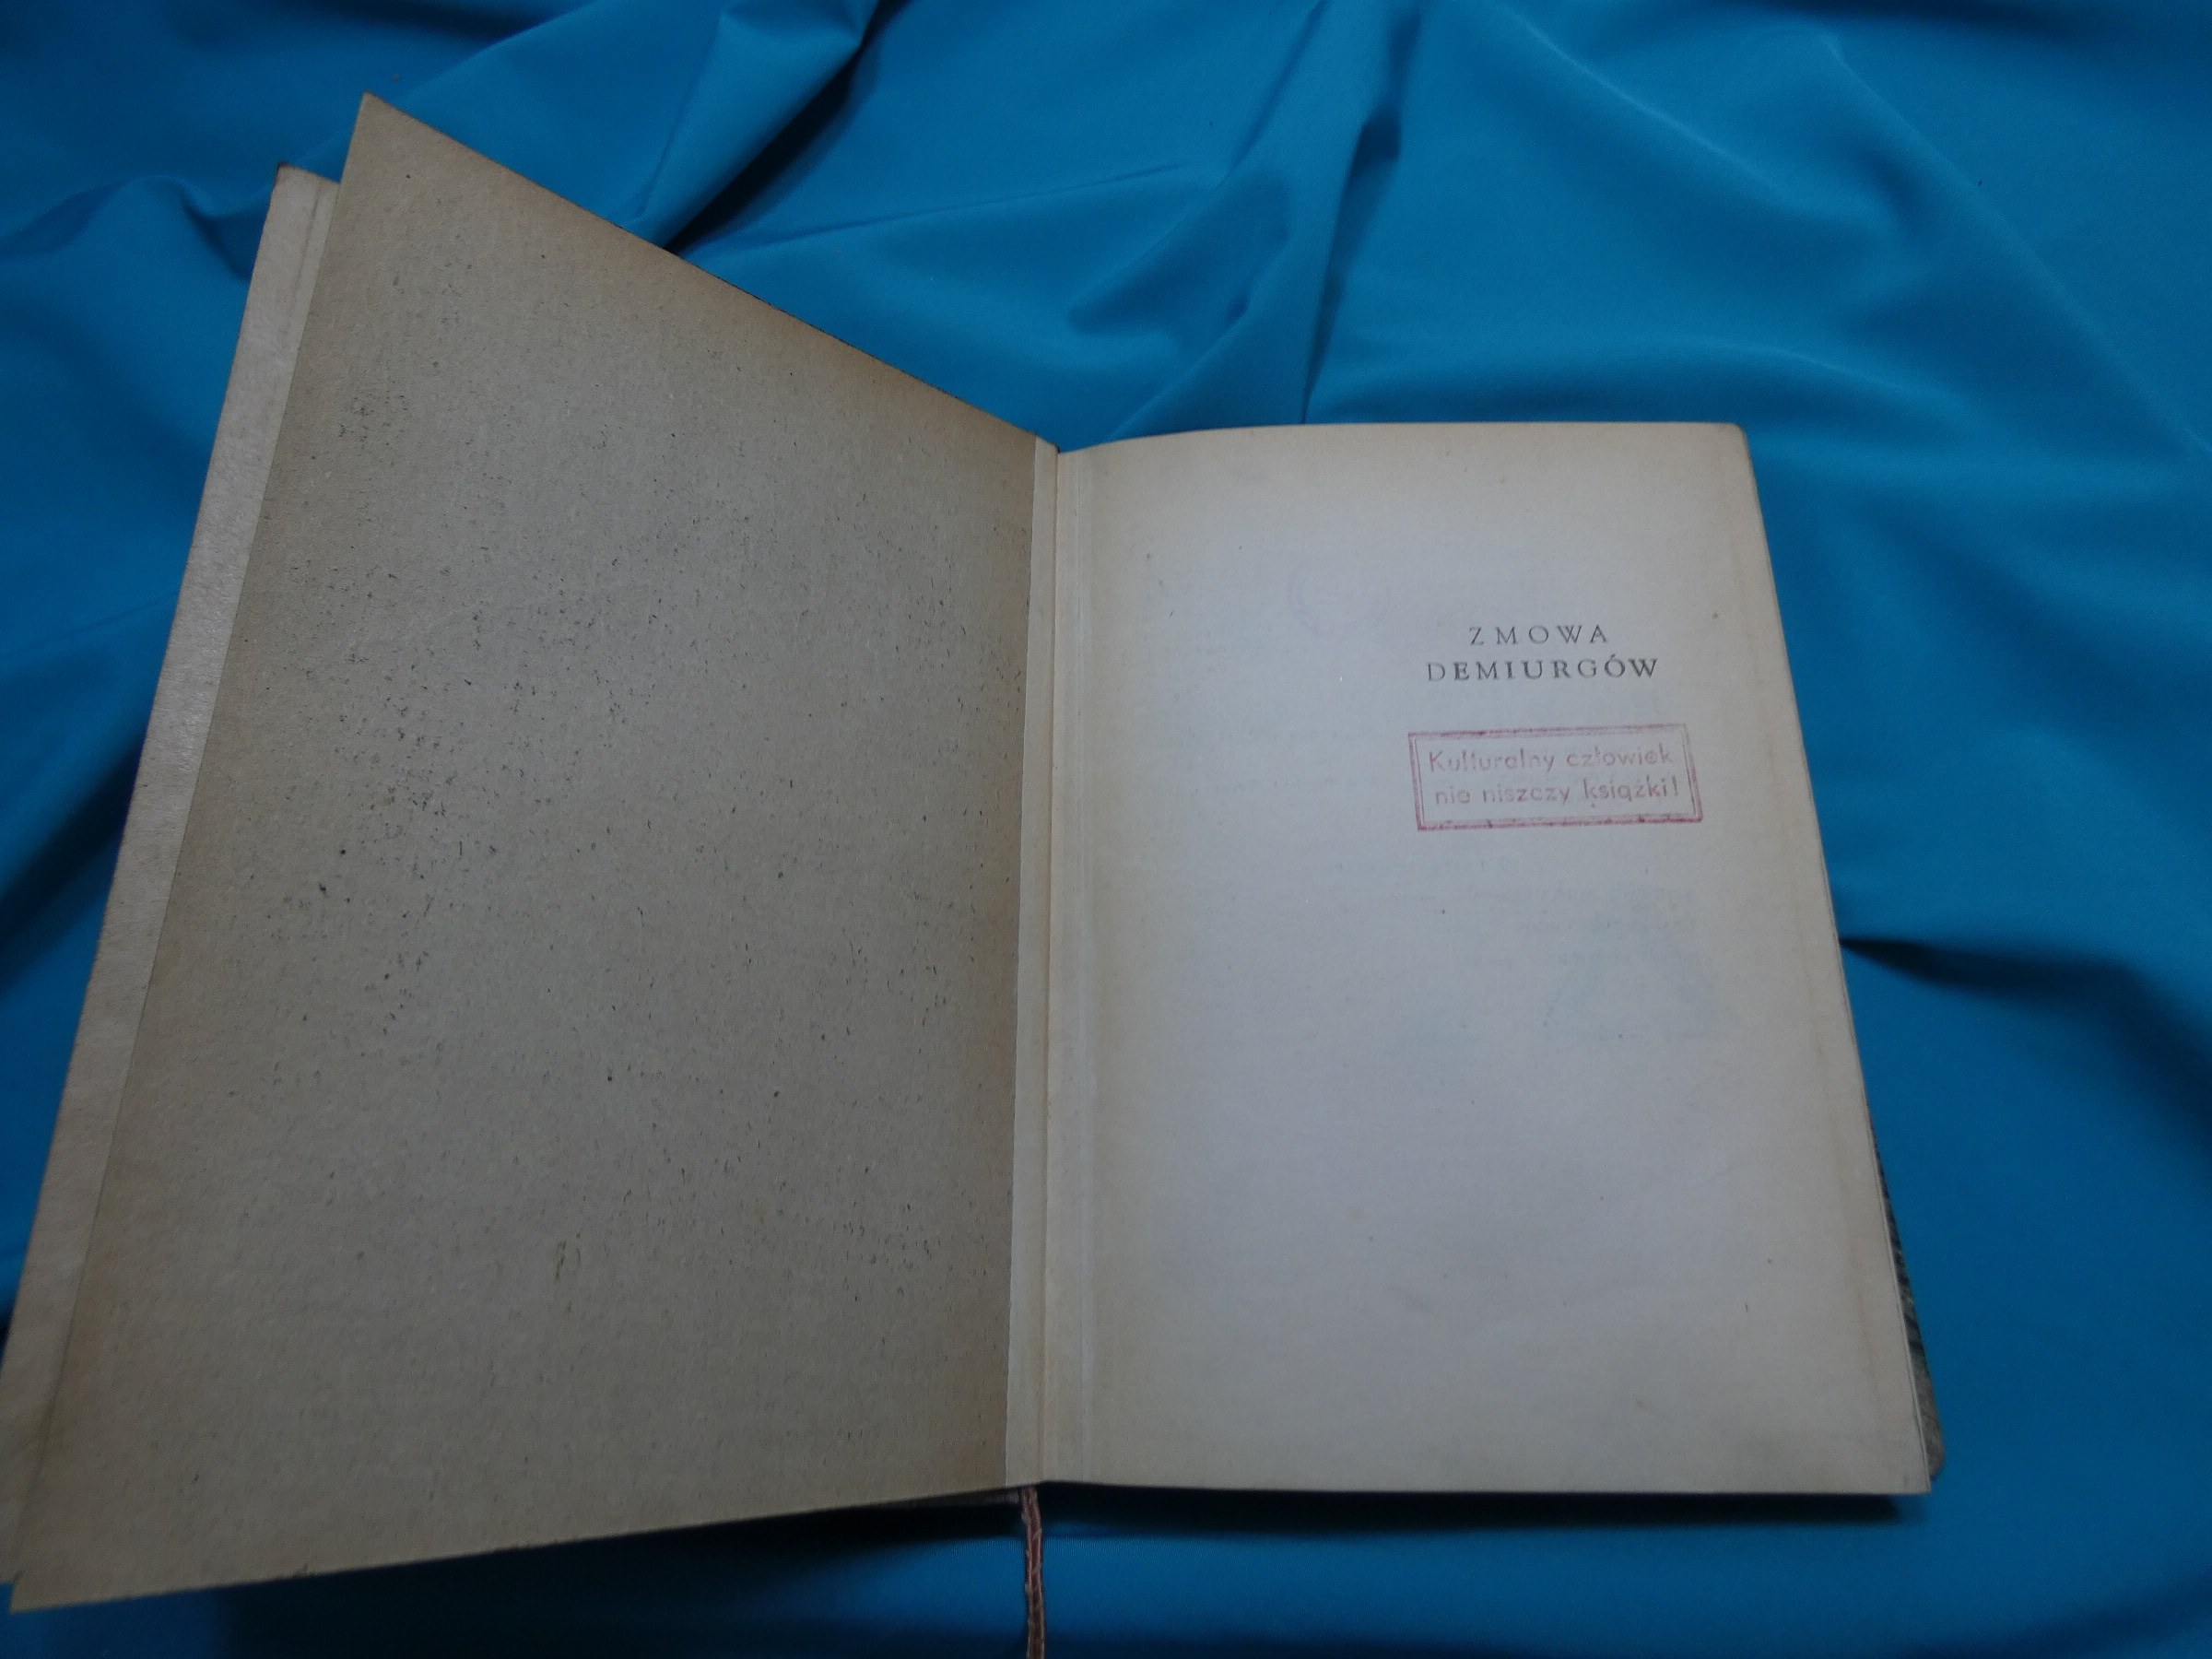 ZMOWA
DEMIURGÓW
Kulturalny człowiek
nie niszczy książki!